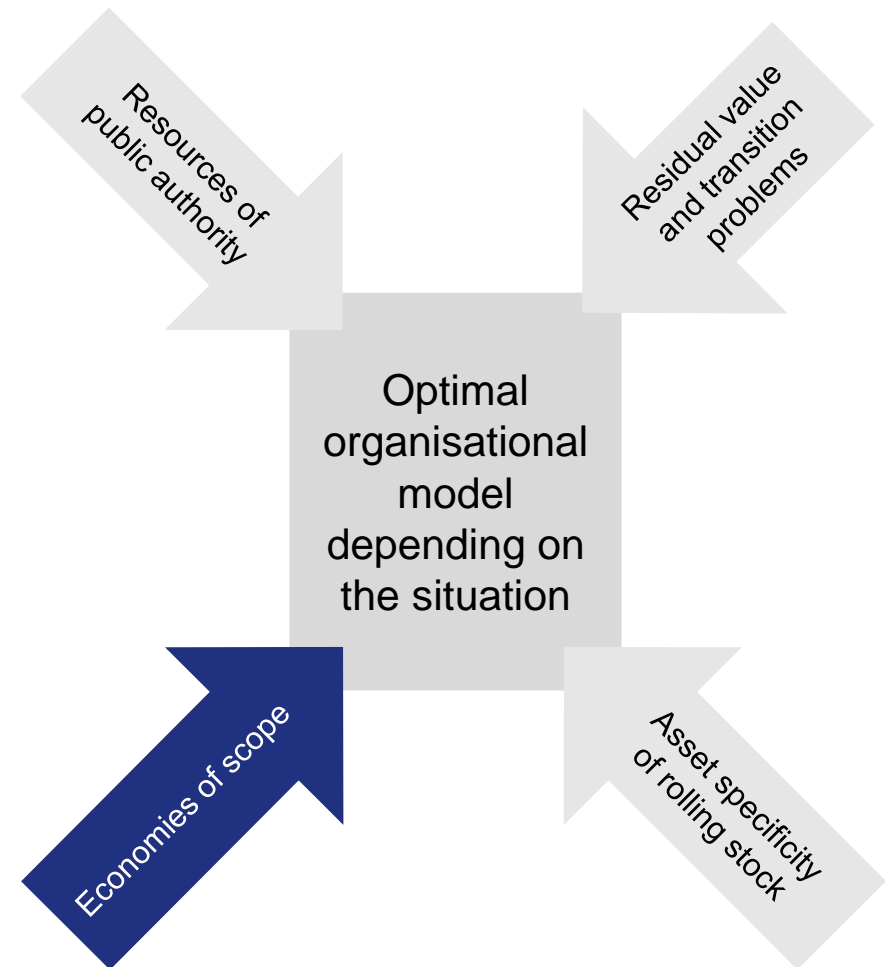 Resources of
public authority
Residual value
and transition
problems
Optimal
organisational
model
depending on
the situation
Economies of scope
Asset specificity
of rolling stock